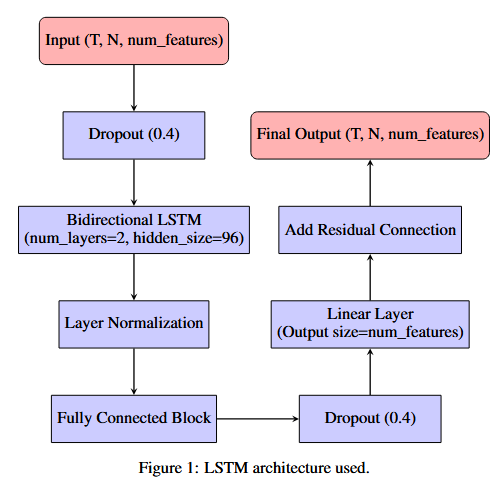 Input (T, N, num_features)
Dropout (0.4)
Bidirectional LSTM
(num_layers=2, hidden_size=96)
Layer Normalization
Fully Connected Block
Dropout (0.4)
Linear Layer
(Output size=num_features)
Add Residual Connection
Final Output (T, N, num_features)
Figure 1: LSTM architecture used.